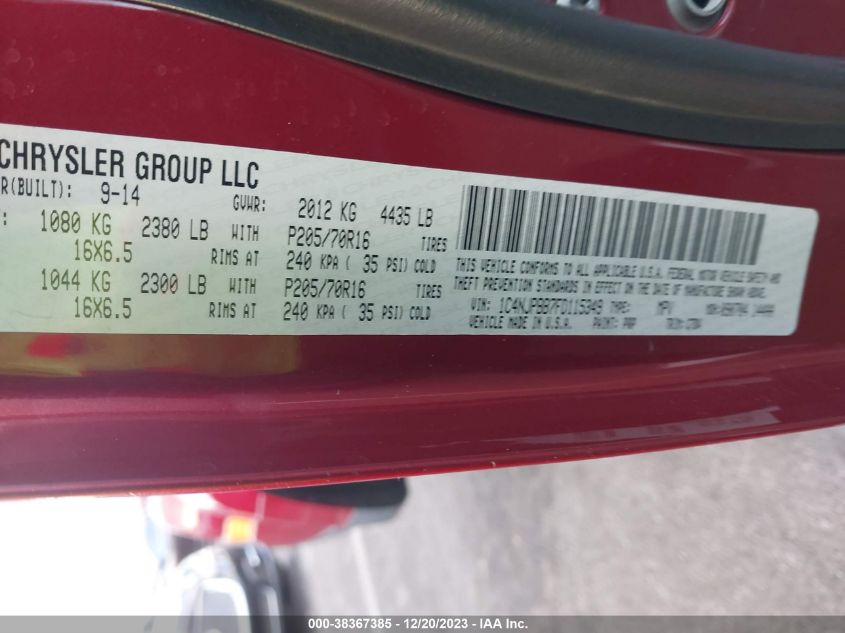 CHRYSLER GROUP LLC
R(BUILT): 9-14 GVWR: 2012 KG 4435 LB
: 1080 KG 2380 LB WITH P205/70R16 TIRES
16X6.5 RIMS AT 240 KPA ( 35 PSI) COLD
1044 KG 2300 LB WITH P205/70R16 TIRES
16X6.5 RIMS AT 240 KPA ( 35 PSI) COLD
THIS VEHICLE CONFORMS TO ALL APPLICABLE U.S.A. FEDERAL MOTOR VEHICLE SAFETY AND
THEFT PREVENTION STANDARDS IN EFFECT ON THE DATE OF MANUFACTURE SHOWN ABOVE.
VIN: 1C4NJPBB7FD115349 TYPE: MPV
VEHICLE MADE IN U.S.A. PAINT: PRP TRIM:
000-38367385 - 12/20/2023 - IAA Inc.